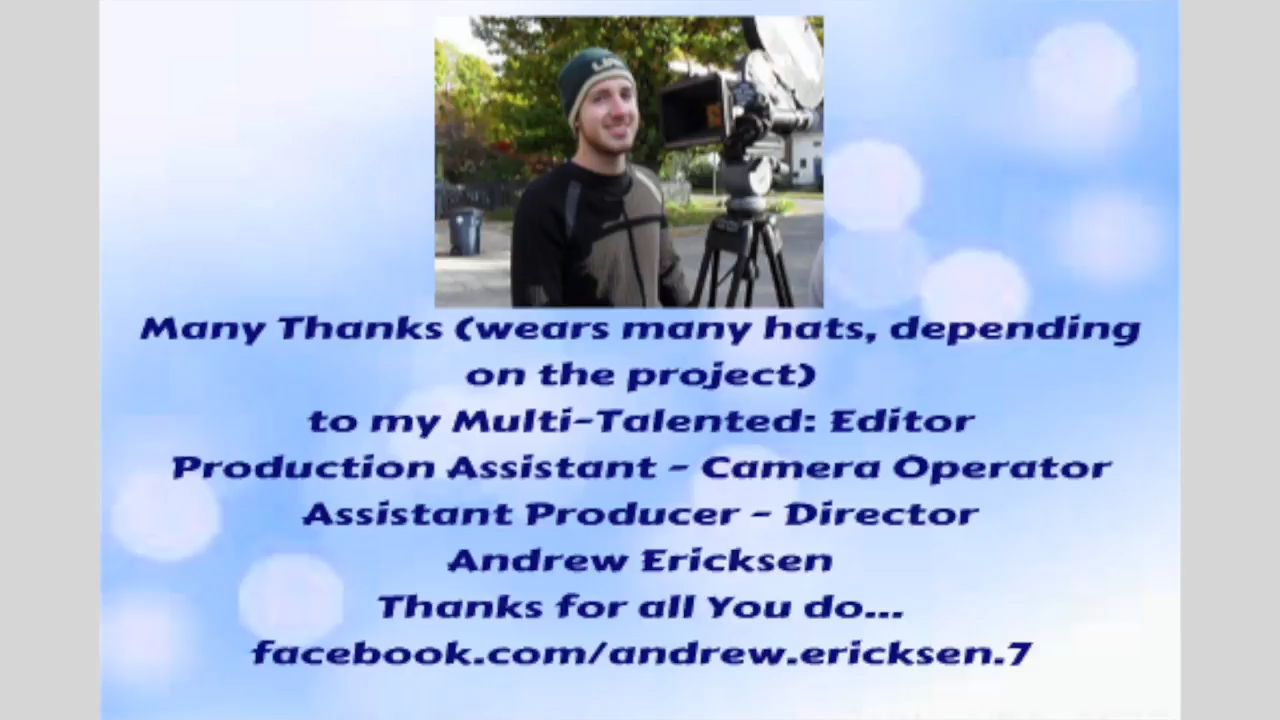 Many Thanks (wears many hats, depending
on the project)
to my Multi-Talented: Editor
Production Assistant - Camera Operator
Assistant Producer - Director
Andrew Ericksen
Thanks for all You do...
facebook.com/andrew.ericksen.7